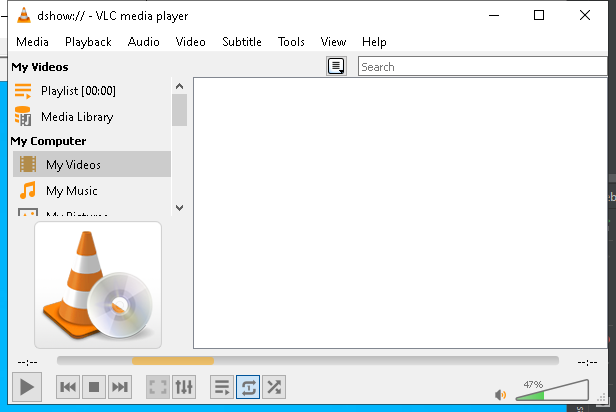 dshow:// - VLC media player
Media Playback Audio Video Subtitle Tools View Help
My Videos
Search
Playlist [00:00]
Media Library
My Computer
My Videos
My Music
My Pictures
--:--
--:--
47%